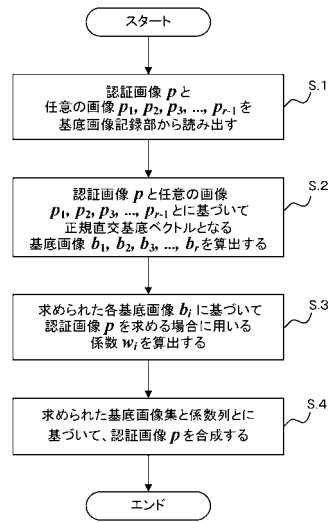 スタート
S.1
認証画像 p と
任意の画像 p1, p2, p3, ..., pr-1 を
基底画像記録部から読み出す
S.2
認証画像 p と任意の画像
p1, p2, p3, ..., pr-1 とに基づいて
正規直交基底ベクトルとなる
基底画像 b1, b2, b3, ..., br を算出する
S.3
求められた各基底画像 bi に基づいて
認証画像 p を求める場合に用いる
係数 wi を算出する
S.4
求められた基底画像集と係数列とに
基づいて、認証画像 p を合成する
エンド